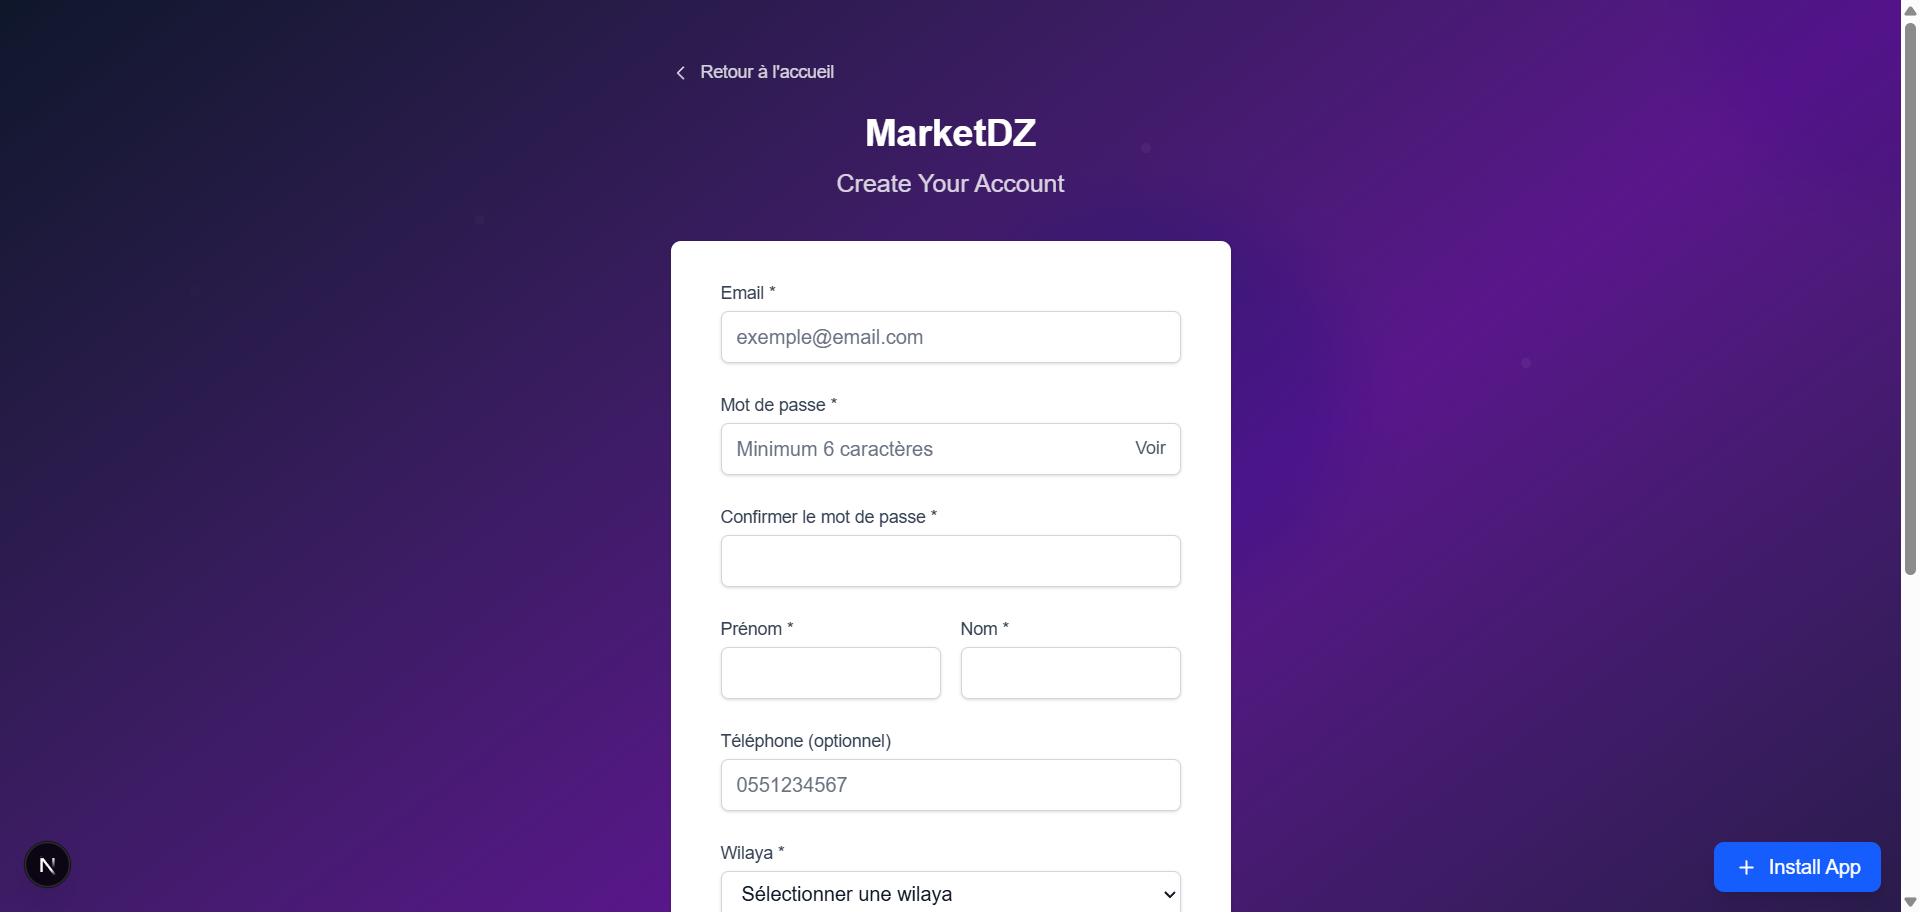 Retour à l'accueil
MarketDZ
Create Your Account
Email *
exemple@email.com
Mot de passe *
Minimum 6 caractères Voir
Confirmer le mot de passe *
Prénom * Nom *
Téléphone (optionnel)
0551234567
Wilaya *
Sélectionner une wilaya
N
+ Install App